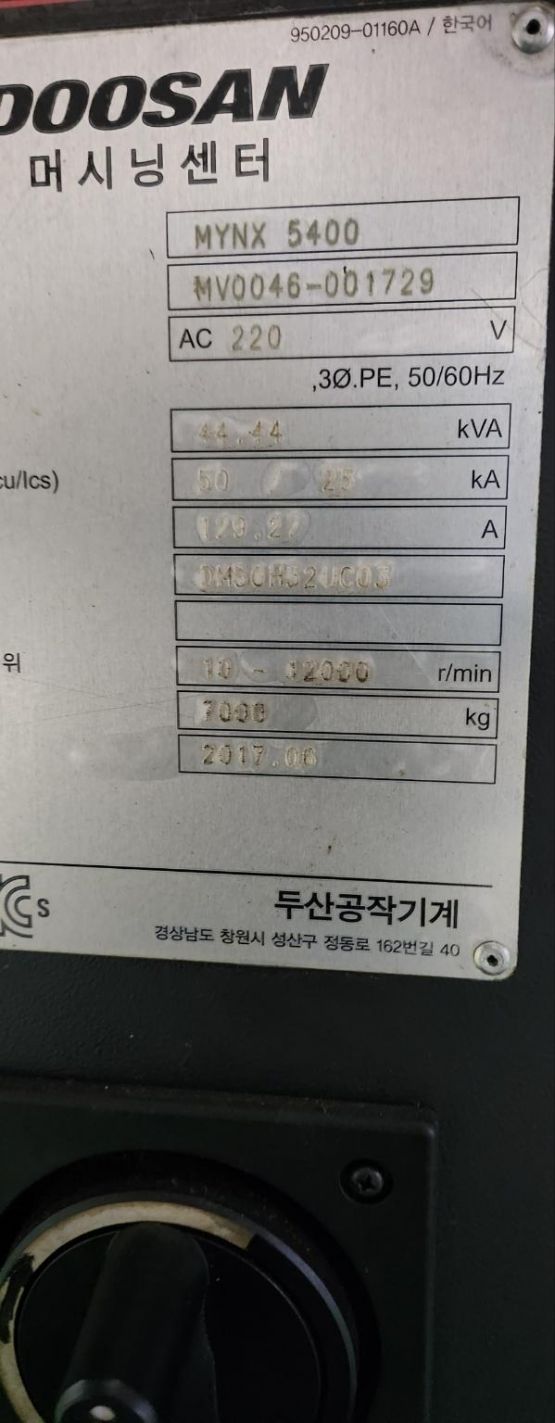 950209-01160A / 한국어
DOOSAN
머시닝센터
MYNX 5400
MV0046-001729
AC 220 V
,3Ø.PE, 50/60Hz
44.44 kVA
cu/Ics) 50 / 25 kA
129.27 A
위 10 - 12000 r/min
7000 kg
2017.06
S
두산공작기계
경상남도 창원시 성산구 정동로 162번길 40